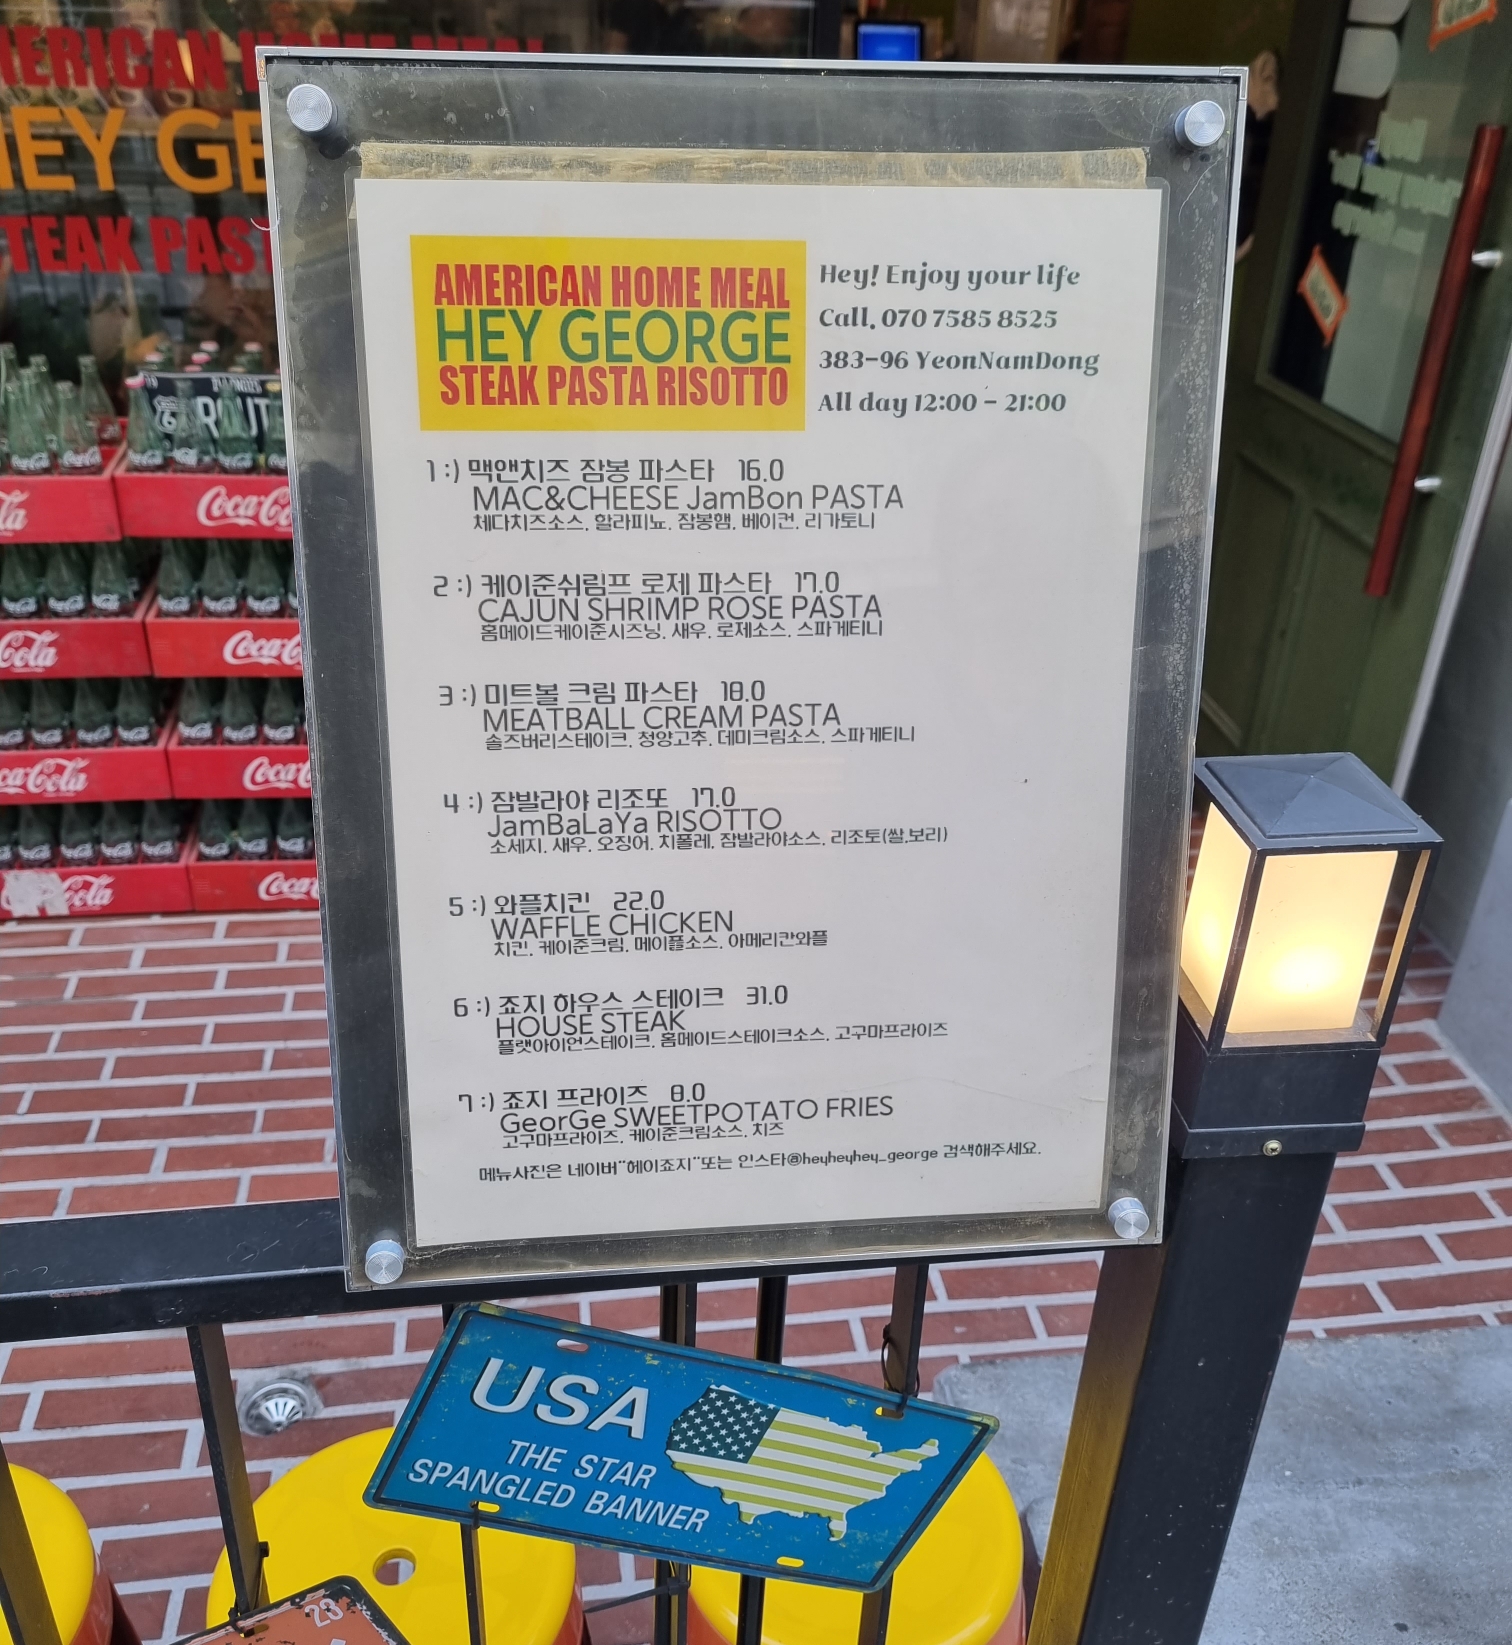 AMERICAN HOME MEAL
HEY GE
STEAK PAS
AMERICAN HOME MEAL
HEY GEORGE
STEAK PASTA RISOTTO
Hey! Enjoy your life
Call. 070 7585 8525
383-96 YeonNamDong
All day 12:00 - 21:00
1 :) 맥앤치즈 잠봉 파스타 16.0
MAC&CHEESE JamBon PASTA
체다치즈소스. 할라피뇨. 잠봉햄. 베이컨. 리가토니
2 :) 케이준쉬림프 로제 파스타 17.0
CAJUN SHRIMP ROSE PASTA
홈메이드케이준시즈닝. 새우. 로제소스. 스파게티니
3 :) 미트볼 크림 파스타 18.0
MEATBALL CREAM PASTA
솔즈버리스테이크. 청양고추. 데미크림소스. 스파게티니
4 :) 잠발라야 리조또 17.0
JamBaLaYa RISOTTO
소세지. 새우. 오징어. 치폴레. 잠발라야소스. 리조토(쌀.보리)
5 :) 와플치킨 22.0
WAFFLE CHICKEN
치킨. 케이준크림. 메이플소스. 아메리칸와플
6 :) 죠지 하우스 스테이크 31.0
HOUSE STEAK
플랫아이언스테이크. 홈메이드스테이크소스. 고구마프라이즈
7 :) 죠지 프라이즈 8.0
GeorGe SWEETPOTATO FRIES
고구마프라이즈. 케이준크림소스. 치즈
메뉴사진은 네이버"헤이죠지"또는 인스타@heyheyhey_george 검색해주세요.
Coca-Cola
Coca-Cola
Coca-Cola
Coca-Cola
USA
THE STAR
SPANGLED BANNER
23